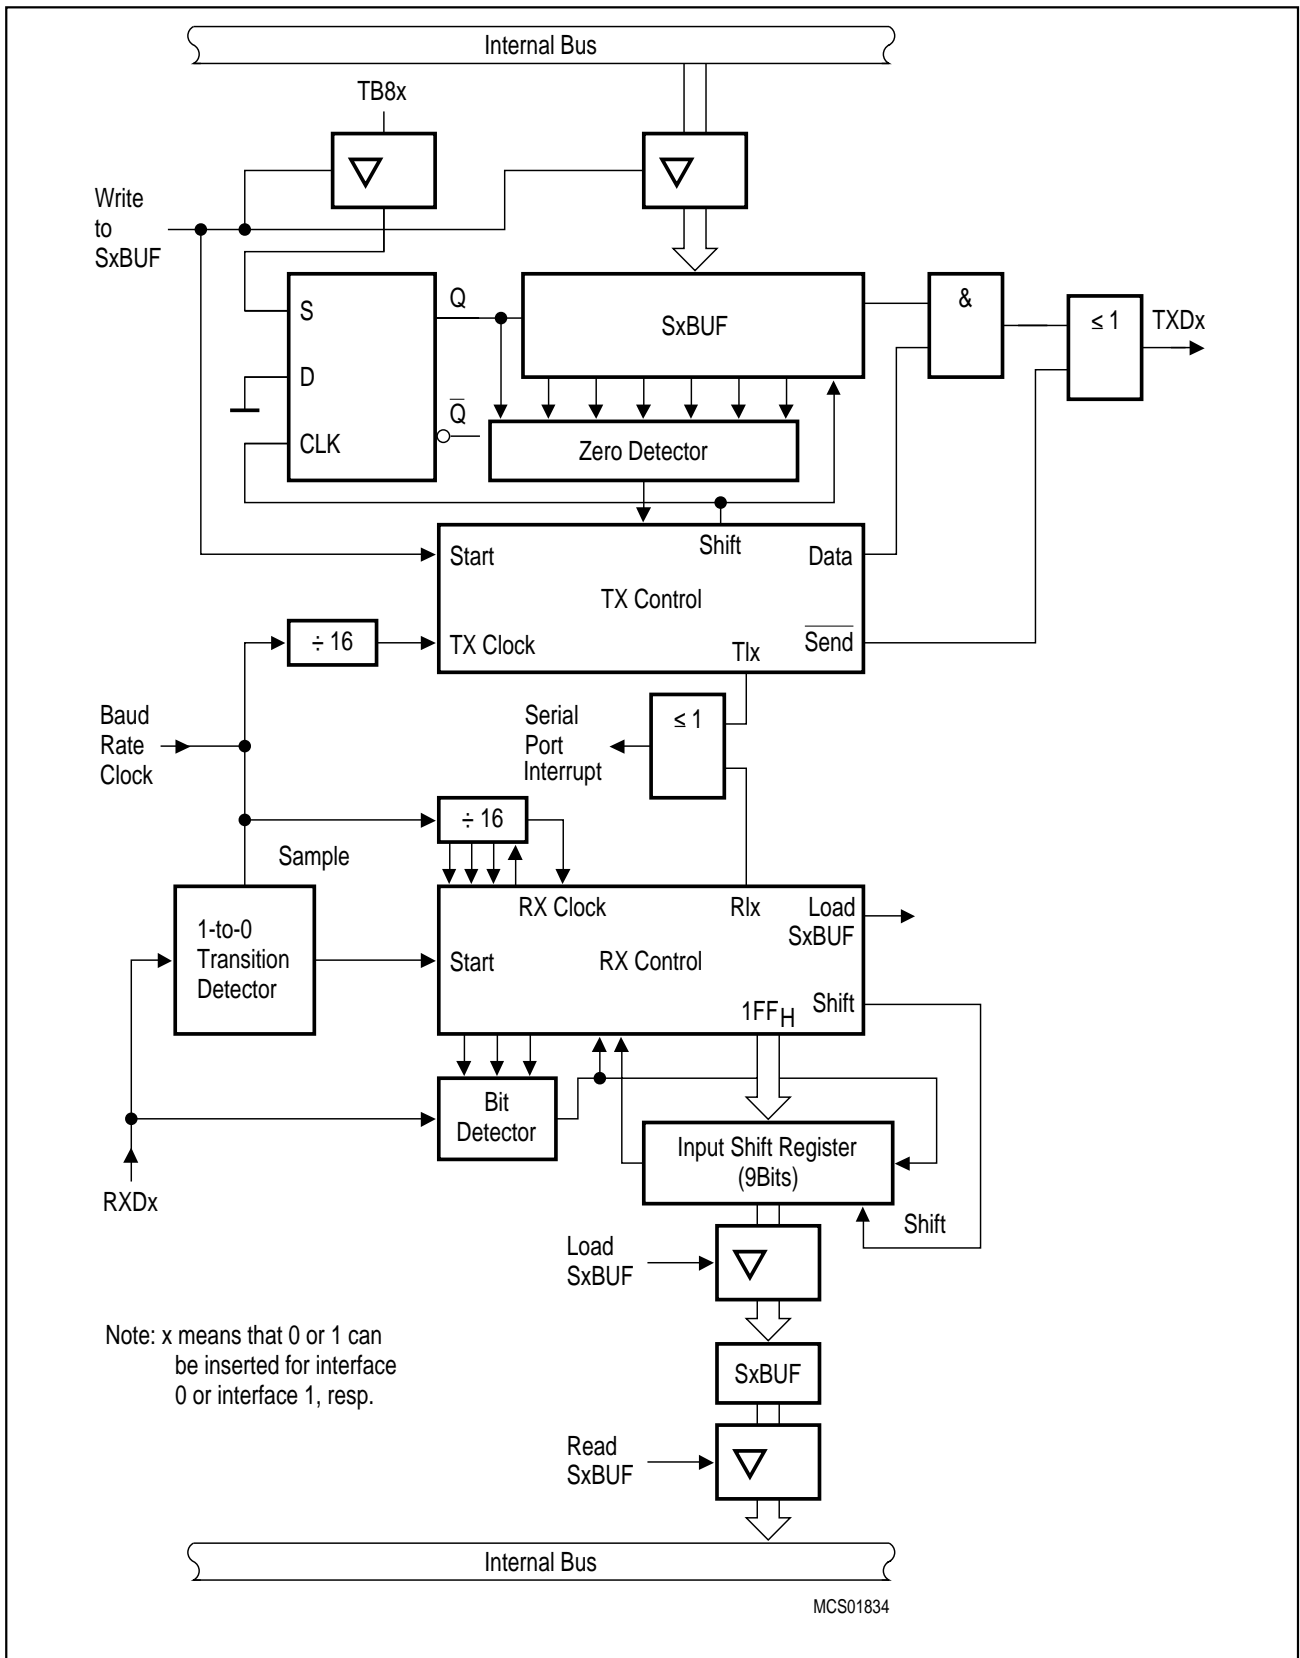 Internal Bus
TB8x
Write
to
SxBUF
S
Q
SxBUF
&
≤ 1
TXDx
D
Q̅
CLK
Zero Detector
Start
Shift
Data
TX Control
÷ 16
TX Clock
TIx
S̅e̅n̅d̅
Baud
Rate
Clock
Serial
Port
Interrupt
≤ 1
÷ 16
Sample
1-to-0
Transition
Detector
RX Clock
RIx
Load
SxBUF
Start
RX Control
1FF H
Shift
Bit
Detector
Input Shift Register
(9Bits)
RXDx
Shift
Load
SxBUF
Note: x means that 0 or 1 can
be inserted for interface
0 or interface 1, resp.
SxBUF
Read
SxBUF
Internal Bus
MCS01834